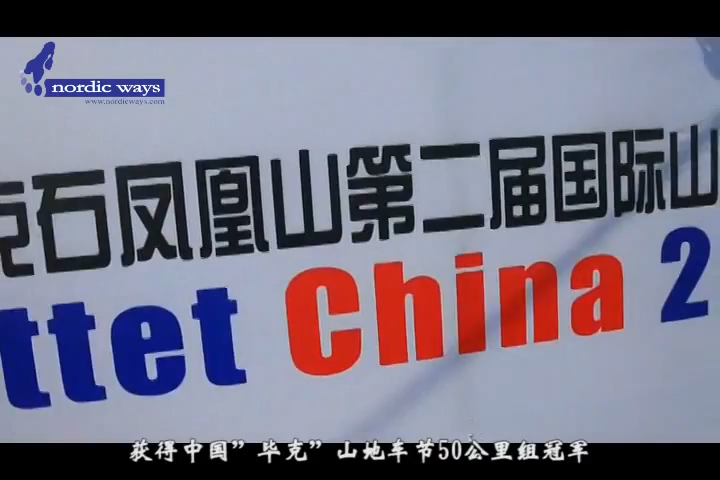 nordic ways
www.nordicways.com
克石凤凰山第二届国际山
ttet China 2
获得中国”毕克”山地车节50公里组冠军